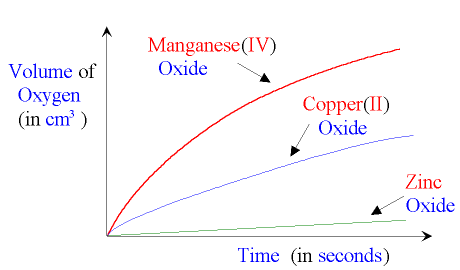 Manganese(IV)
Oxide
Volume of
Oxygen
(in cm³ )
Copper(II)
Oxide
Zinc
Oxide
Time (in seconds)